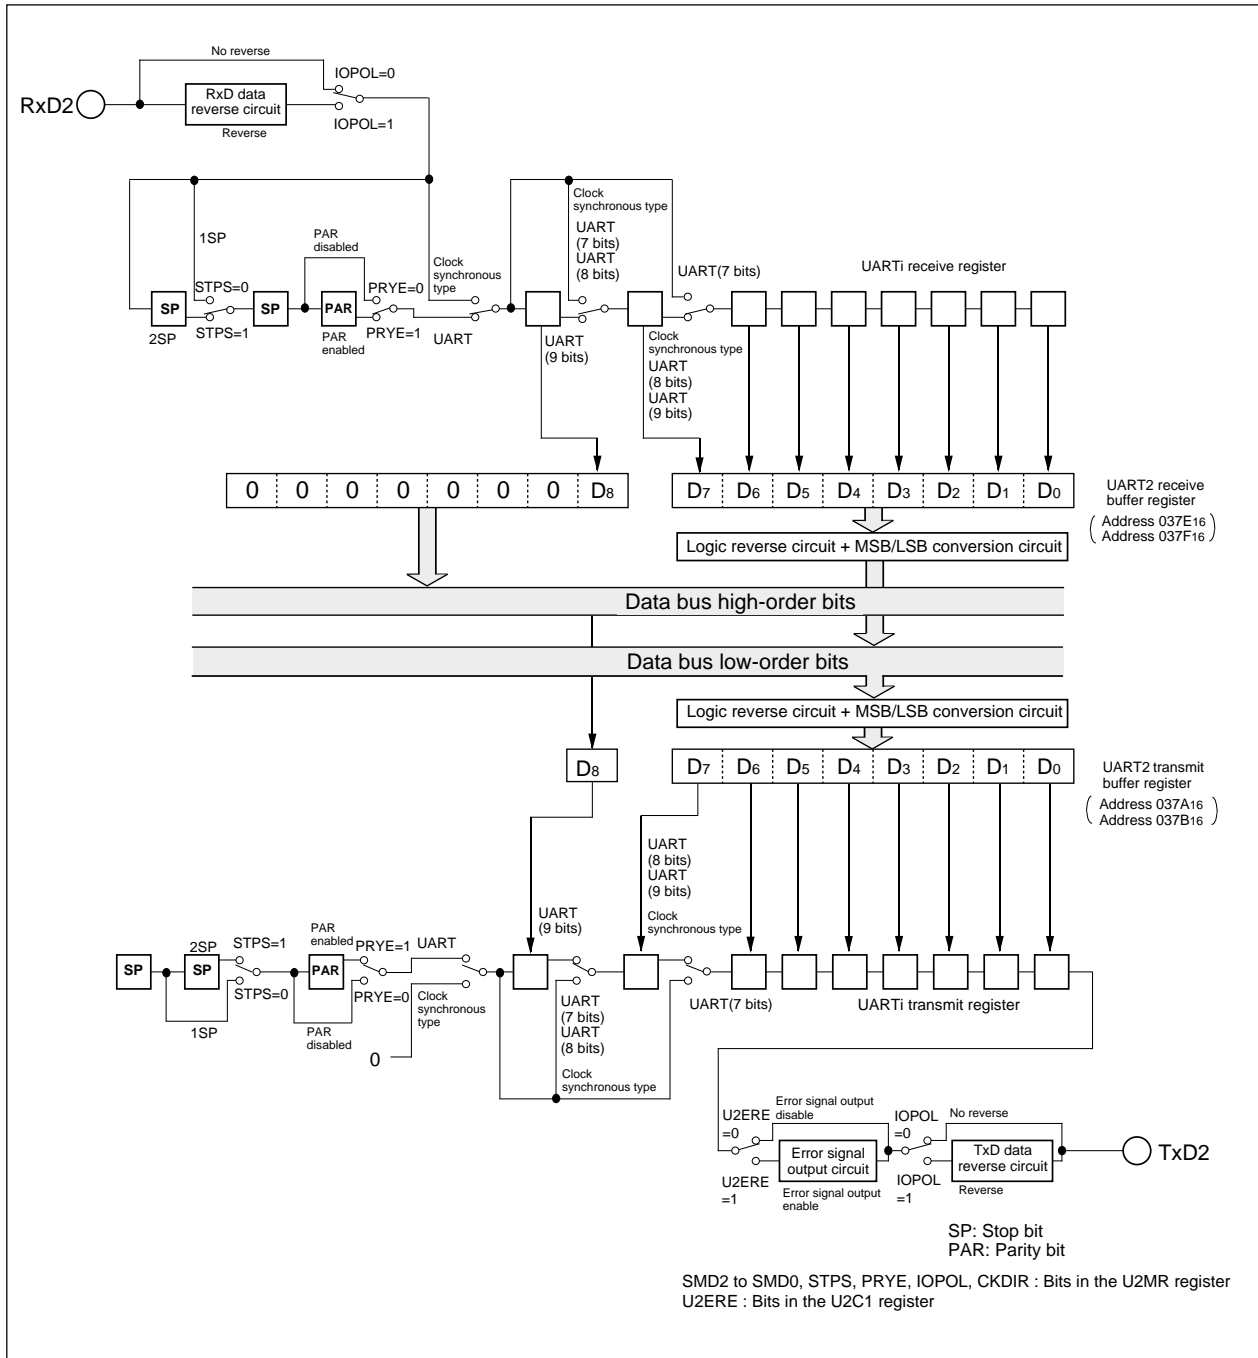 No reverse
IOPOL=0
RxD2
RxD data
reverse circuit
Reverse
IOPOL=1
1SP
PAR
disabled
Clock
synchronous
type
Clock
synchronous type
UART
(7 bits)
UART
(8 bits)
UART(7 bits)
UARTi receive register
STPS=0
PRYE=0
SP
SP
PAR
2SP
STPS=1
PAR
enabled
PRYE=1
UART
UART
(9 bits)
Clock
synchronous type
UART
(8 bits)
UART
(9 bits)
0 0 0 0 0 0 0 D8
D7 D6 D5 D4 D3 D2 D1 D0
UART2 receive
buffer register
( Address 037E16
Address 037F16 )
Logic reverse circuit + MSB/LSB conversion circuit
Data bus high-order bits
Data bus low-order bits
Logic reverse circuit + MSB/LSB conversion circuit
D8
D7 D6 D5 D4 D3 D2 D1 D0
UART2 transmit
buffer register
( Address 037A16
Address 037B16 )
UART
(8 bits)
UART
(9 bits)
Clock
synchronous type
UART
(9 bits)
2SP
STPS=1
PAR
enabled
PRYE=1
UART
SP
SP
PAR
STPS=0
PRYE=0
1SP
PAR
disabled
Clock
synchronous
type
0
UART
(7 bits)
UART
(8 bits)
Clock
synchronous type
UART(7 bits)
UARTi transmit register
U2ERE
=0
Error signal output
disable
IOPOL
=0
No reverse
Error signal
output circuit
TxD data
reverse circuit
TxD2
U2ERE
=1
Error signal output
enable
IOPOL
=1
Reverse
SP: Stop bit
PAR: Parity bit
SMD2 to SMD0, STPS, PRYE, IOPOL, CKDIR : Bits in the U2MR register
U2ERE : Bits in the U2C1 register